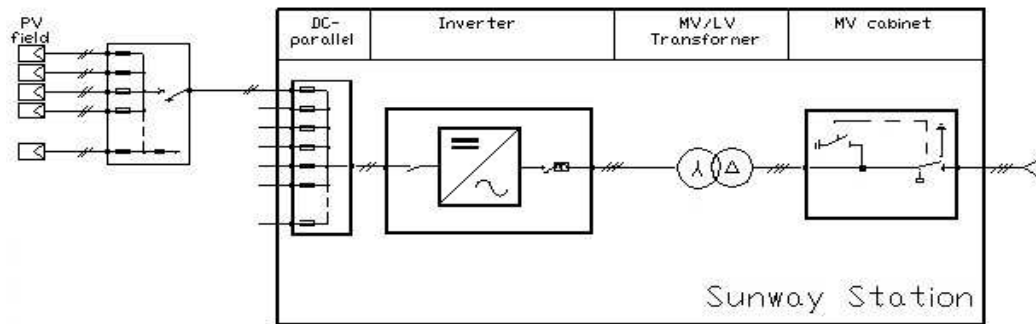 PV
field
DC-
parallel
Inverter
MV/LV
Transformer
MV cabinet
Sunway Station